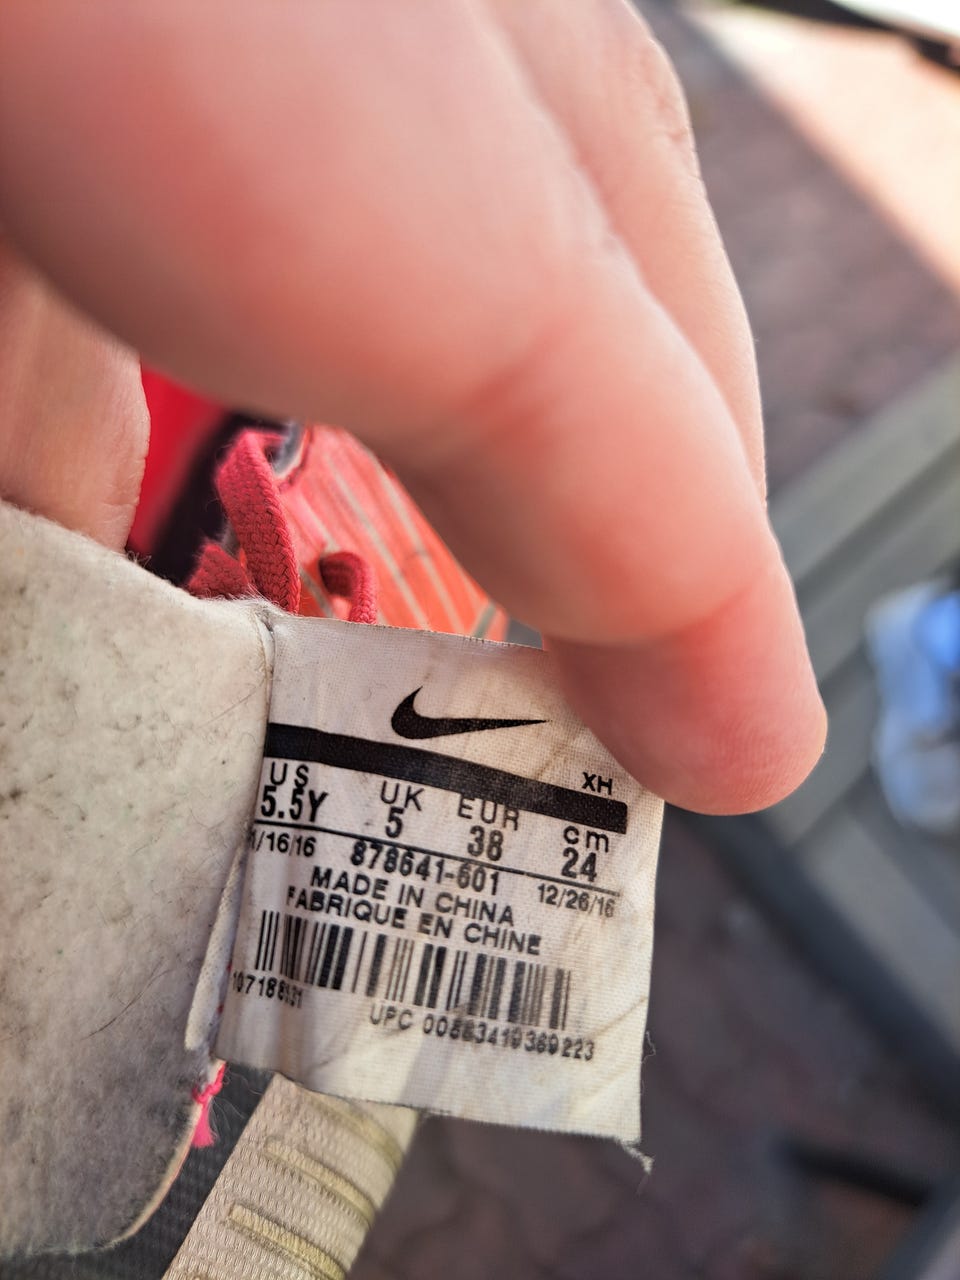 XH
US UK EUR cm
5.5Y 5 38 24
/16/16 878641-601 12/26/16
MADE IN CHINA
FABRIQUE EN CHINE
UPC 00883419389223